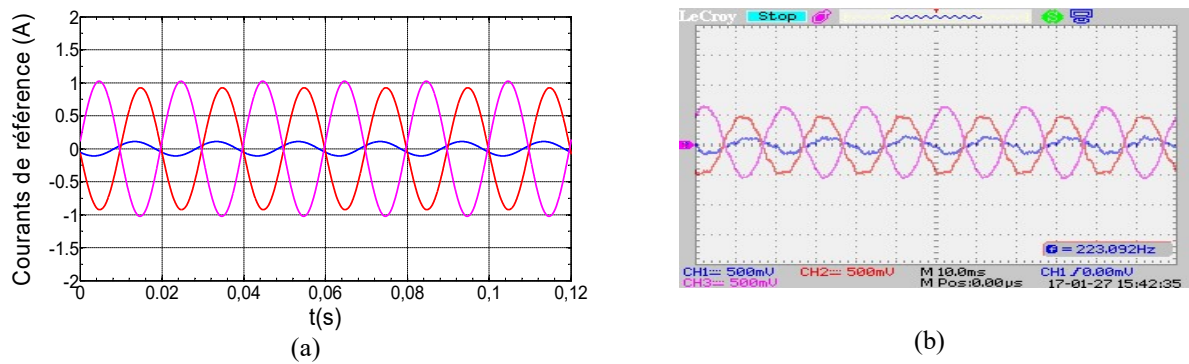 Courants de référence (A)
2
1.5
1
0.5
0
-0.5
-1
-1.5
-2
0
0.02
0,04
0,06
0,08
0,1
0,12
t(s)
(a)
LeCroy Stop
f = 223.092Hz
CH1 500mV CH2 500mV M 10.0ms CH1 0.00mV
CH3 500mV M Pos:0.00µs 17-01-27 15:42:35
(b)